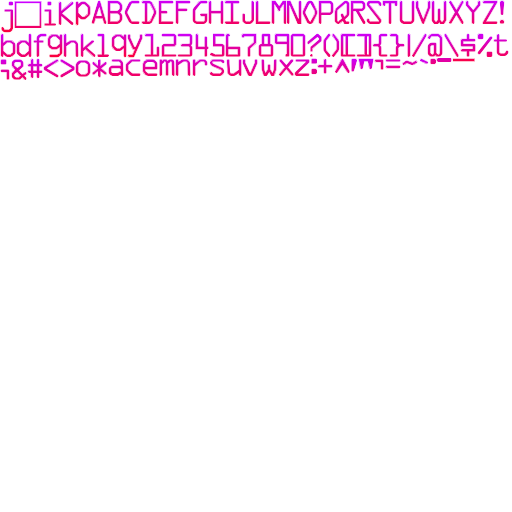 j□iKpABCDEFGHIJLMNOPQRSTUVWXYZ!
bdfghklqy1234567890?()[]{}|/@\$%t
;&#<>o*acemnrsuvwxz:+^'"¬=~`.-_